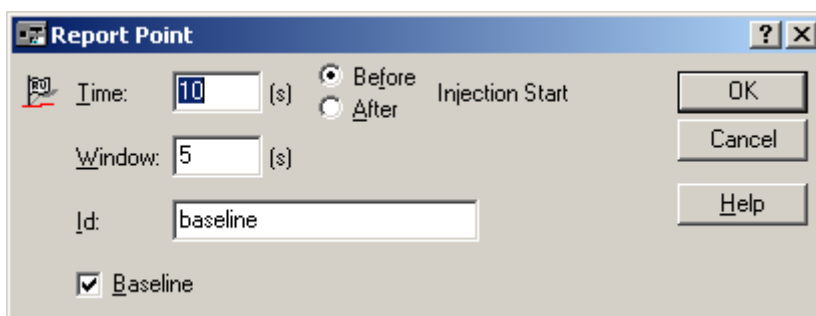 Report Point
Time: 10 (s) Before After Injection Start
OK
Window: 5 (s)
Cancel
Id: baseline
Help
Baseline